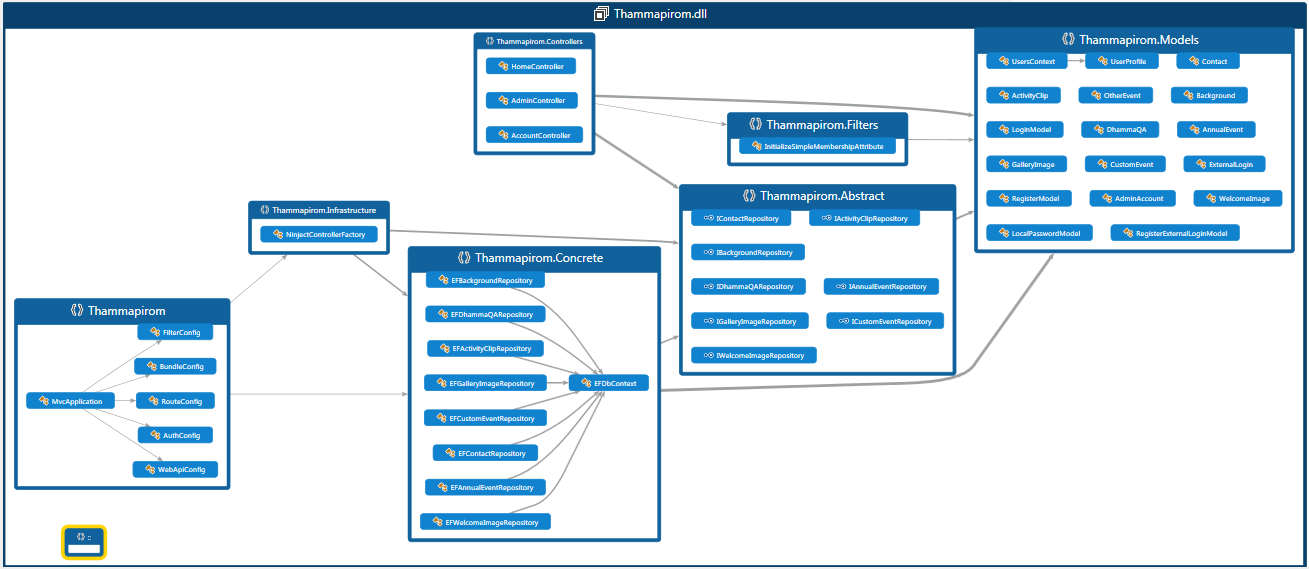 Thammapirom.dll
Thammapirom.Controllers
HomeController
AdminController
AccountController
Thammapirom.Filters
InitializeSimpleMembershipAttribute
Thammapirom.Models
UsersContext
UserProfile
Contact
ActivityClip
OtherEvent
Background
LoginModel
DhammaQA
AnnualEvent
GalleryImage
CustomEvent
ExternalLogin
RegisterModel
AdminAccount
WelcomeImage
LocalPasswordModel
RegisterExternalLoginModel
Thammapirom.Abstract
IContactRepository
IActivityClipRepository
IBackgroundRepository
IDhammaQARepository
IAnnualEventRepository
IGalleryImageRepository
ICustomEventRepository
IWelcomeImageRepository
Thammapirom.Infrastructure
NinjectControllerFactory
Thammapirom.Concrete
EFBackgroundRepository
EFDhammaQARepository
EFActivityClipRepository
EFGalleryImageRepository
EFDbContext
EFCustomEventRepository
EFContactRepository
EFAnnualEventRepository
EFWelcomeImageRepository
Thammapirom
FilterConfig
BundleConfig
MvcApplication
RouteConfig
AuthConfig
WebApiConfig
::